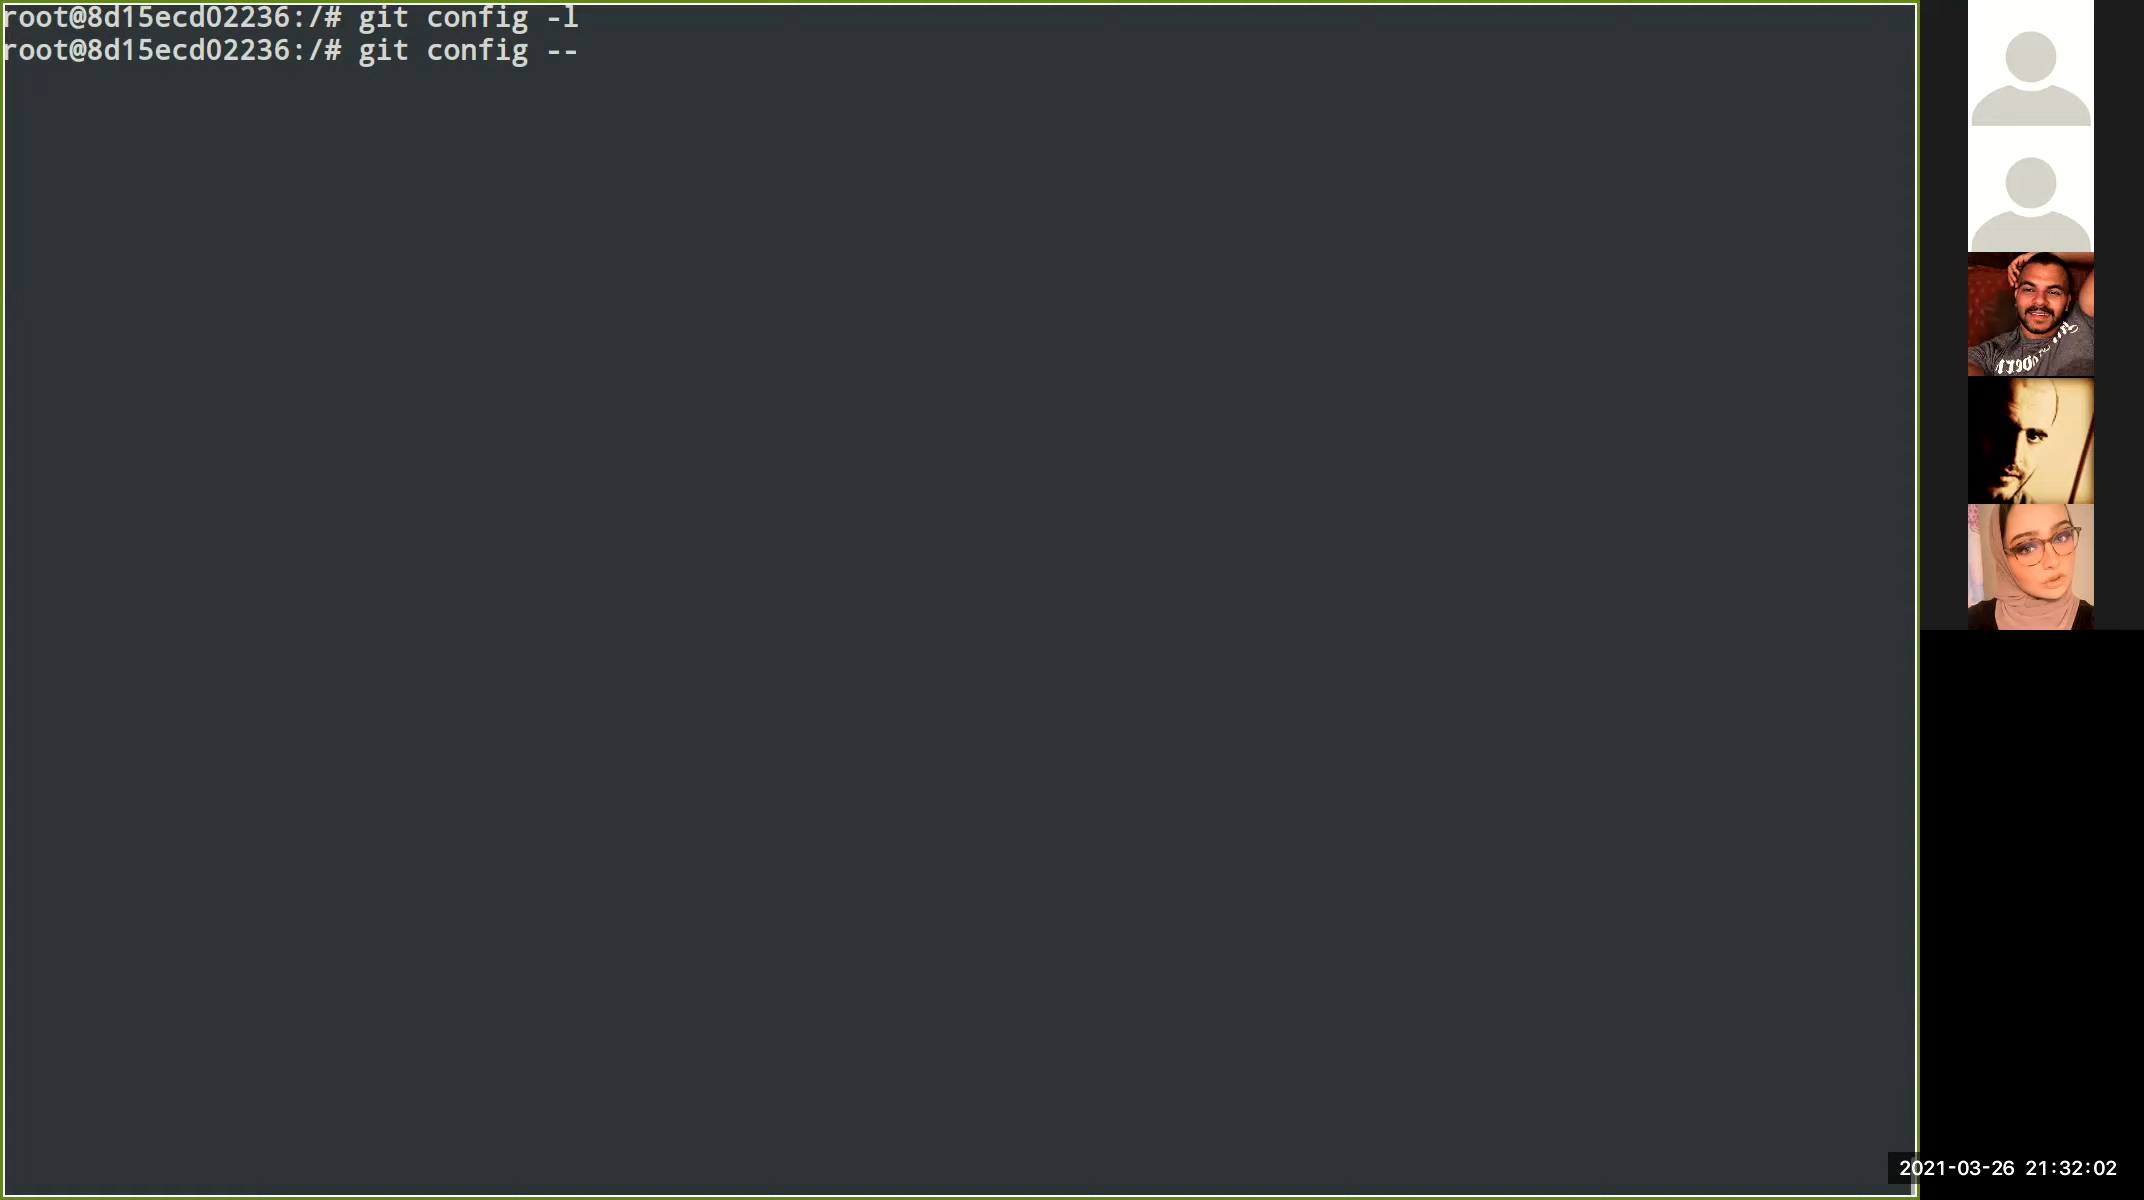 root@8d15ecd02236:/# git config -l
root@8d15ecd02236:/# git config --
2021-03-26 21:32:02